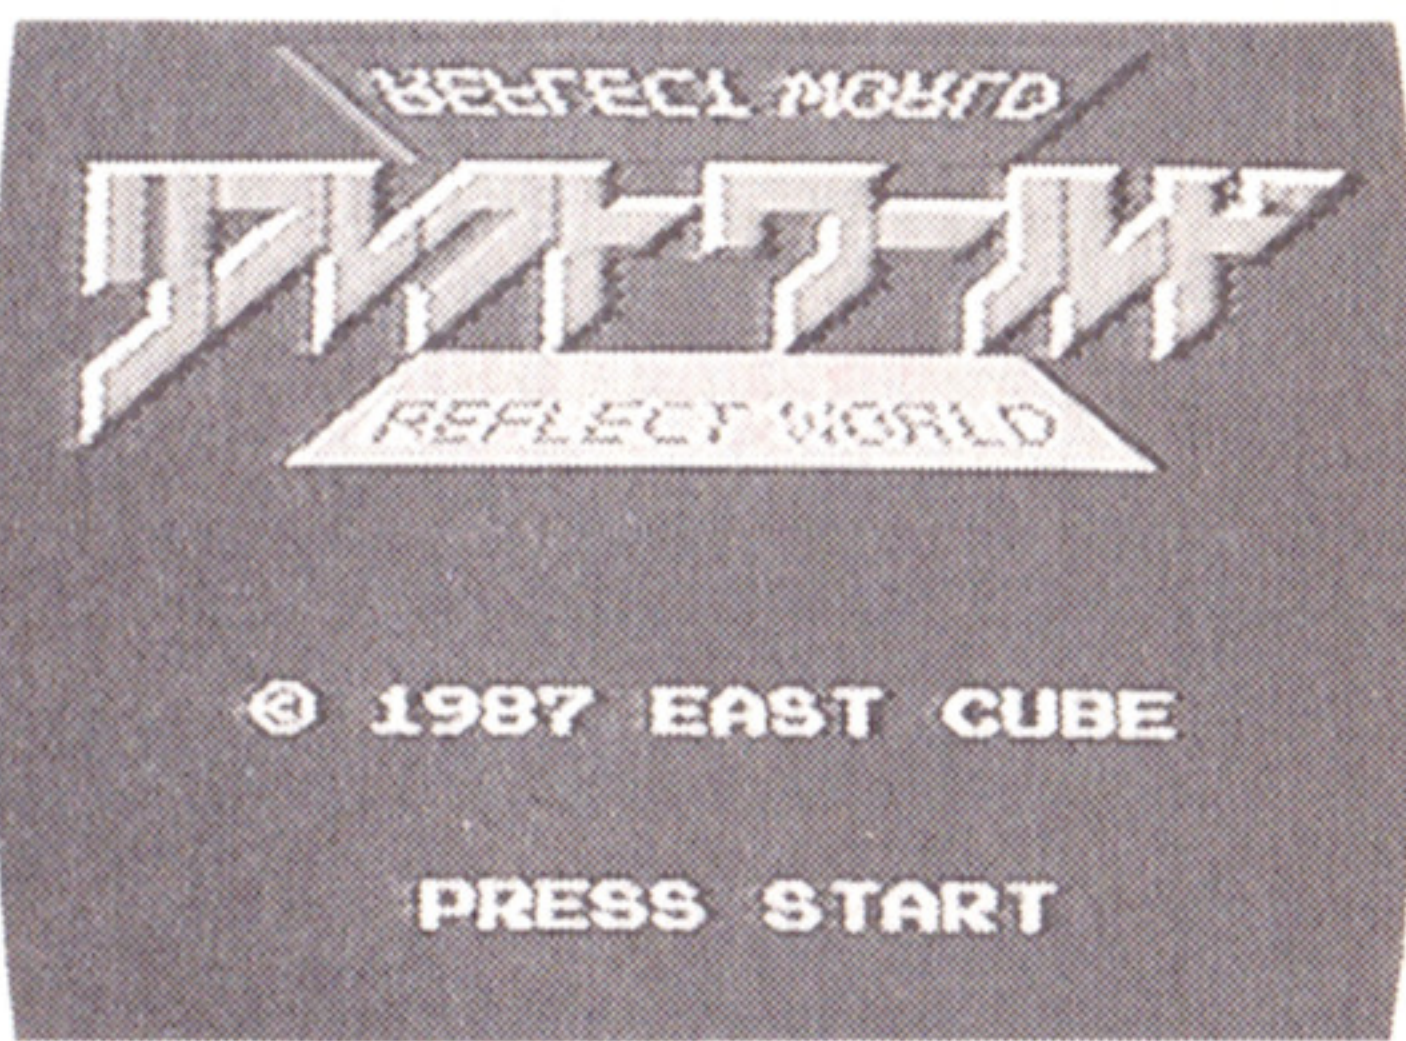 REFLECT WORLD
リフレクトワールド
REFLECT WORLD
© 1987 EAST CUBE
PRESS START